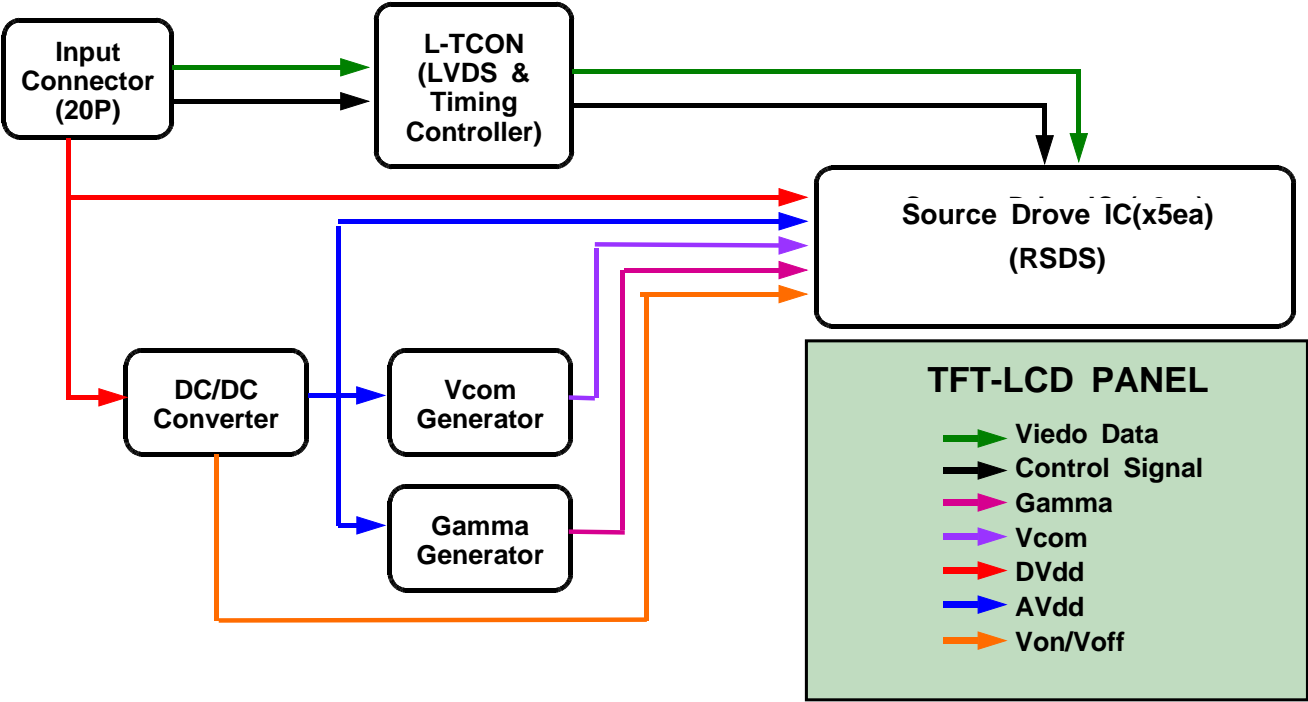 Input
Connector
(20P)
L-TCON
(LVDS & 
Timing
Controller)
Source Drove IC(x5ea)
(RSDS)
DC/DC
Converter
Vcom
Generator
Gamma
Generator
TFT-LCD PANEL
Viedo Data
Control Signal
Gamma
Vcom
DVdd
AVdd
Von/Voff